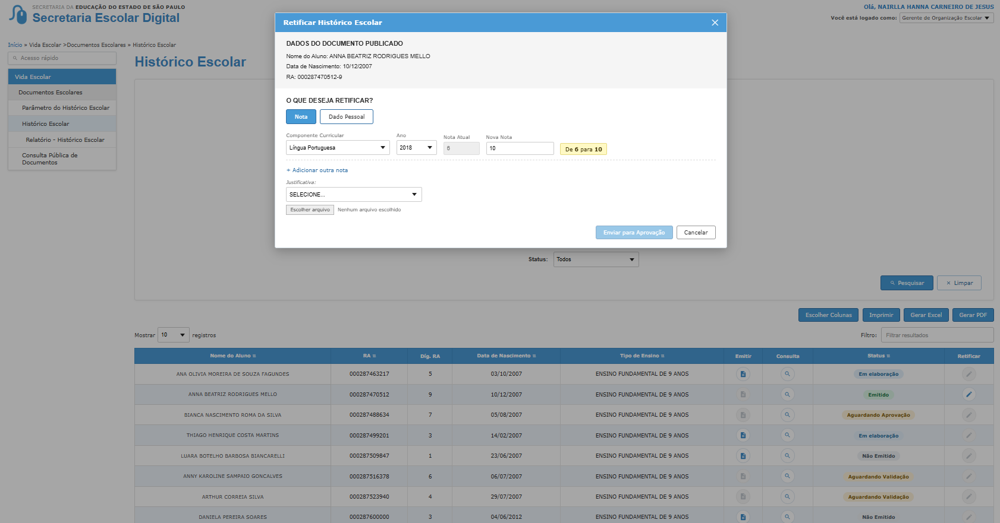 SECRETARIA DA EDUCAÇÃO DO ESTADO DE SÃO PAULO
Secretaria Escolar Digital
Olá, NAIRLLA HANNA CARNEIRO DE JESUS
Você está logado como: Gerente de Organização Escolar
Início » Vida Escolar >Documentos Escolares » Histórico Escolar
Acesso rápido
Vida Escolar
Documentos Escolares
Parâmetro do Histórico Escolar
Histórico Escolar
Relatório - Histórico Escolar
Consulta Pública de
Documentos
Histórico Escolar
Retificar Histórico Escolar
DADOS DO DOCUMENTO PUBLICADO
Nome do Aluno: ANNA BEATRIZ RODRIGUES MELLO
Data de Nascimento: 10/12/2007
RA: 000287470512-9
O QUE DESEJA RETIFICAR?
Nota Dado Pessoal
Componente Curricular Ano Nota Atual Nova Nota
Língua Portuguesa 2018 6 10 De 6 para 10
+ Adicionar outra nota
Justificativa:
SELECIONE...
Escolher arquivo Nenhum arquivo escolhido
Enviar para Aprovação Cancelar
Status: Todos
Pesquisar Limpar
Escolher Colunas Imprimir Gerar Excel Gerar PDF
Mostrar 10 registros Filtro: Filtrar resultados
Nome do Aluno RA Díg. RA Data de Nascimento Tipo de Ensino Emitir Consulta Status Retificar
ANA OLIVIA MOREIRA DE SOUZA FAGUNDES 000287463217 5 03/10/2007 ENSINO FUNDAMENTAL DE 9 ANOS Em elaboração
ANNA BEATRIZ RODRIGUES MELLO 000287470512 9 10/12/2007 ENSINO FUNDAMENTAL DE 9 ANOS Emitido
BIANCA NASCIMENTO ROMA DA SILVA 000287488634 7 05/08/2007 ENSINO FUNDAMENTAL DE 9 ANOS Aguardando Aprovação
THIAGO HENRIQUE COSTA MARTINS 000287499201 3 14/02/2007 ENSINO FUNDAMENTAL DE 9 ANOS Em elaboração
LUARA BOTELHO BARBOSA BIANCARELLI 000287509847 1 23/06/2007 ENSINO FUNDAMENTAL DE 9 ANOS Não Emitido
ANNY KAROLINE SAMPAIO GONCALVES 000287516378 6 06/07/2007 ENSINO FUNDAMENTAL DE 9 ANOS Aguardando Validação
ARTHUR CORREIA SILVA 000287523940 4 29/07/2007 ENSINO FUNDAMENTAL DE 9 ANOS Aguardando Validação
DANIELA PEREIRA SOARES 000287600000 3 04/06/2012 ENSINO FUNDAMENTAL DE 9 ANOS Não Emitido